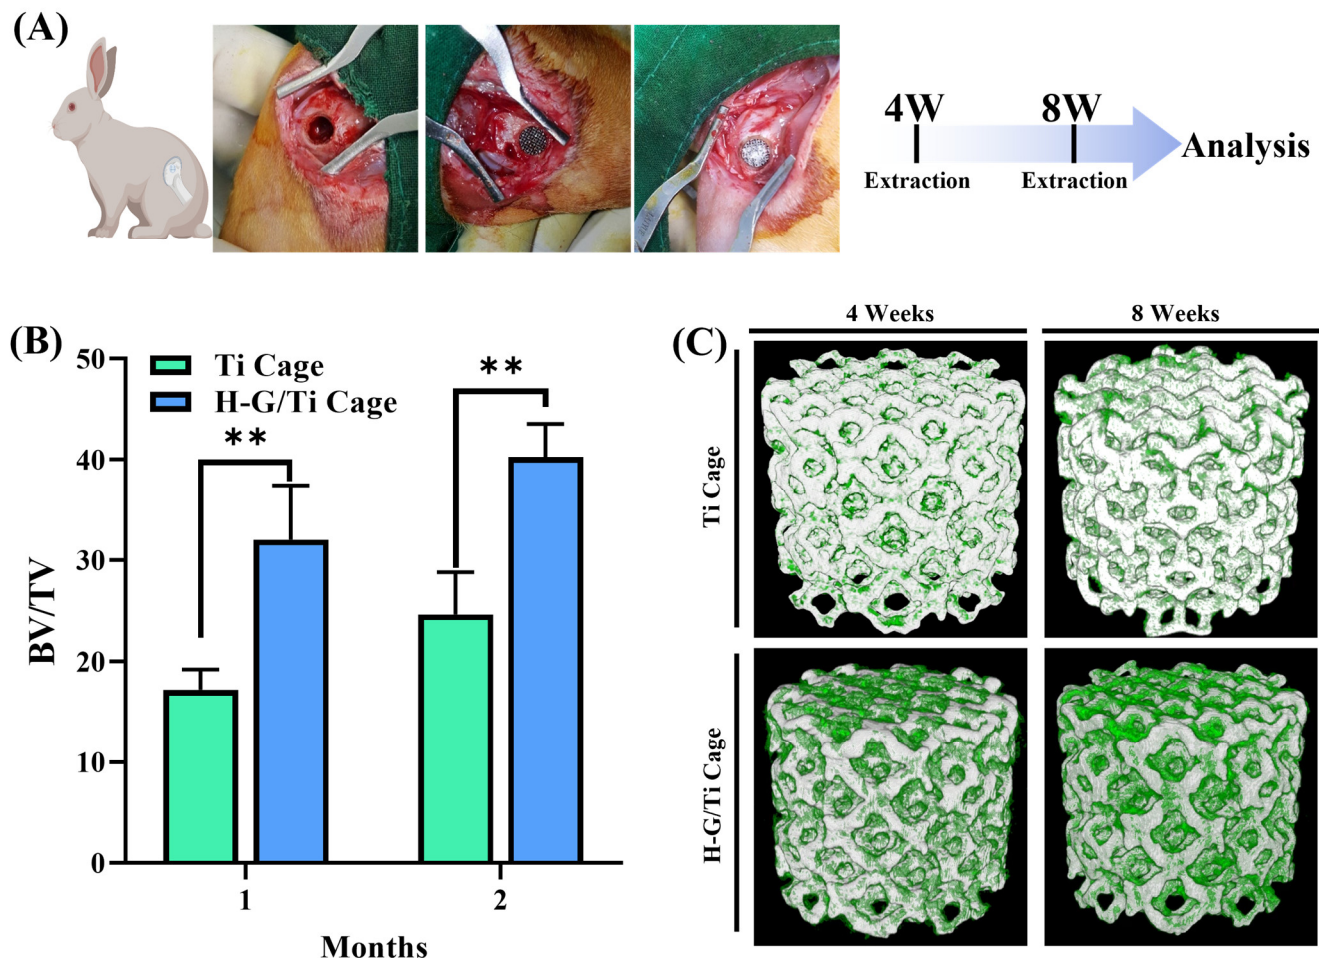 (A)
4W
8W
Analysis
Extraction
Extraction
(B)
50
40
30
20
10
0
BV/TV
Ti Cage
H-G/Ti Cage
**
**
1
2
Months
(C)
4 Weeks
8 Weeks
Ti Cage
H-G/Ti Cage